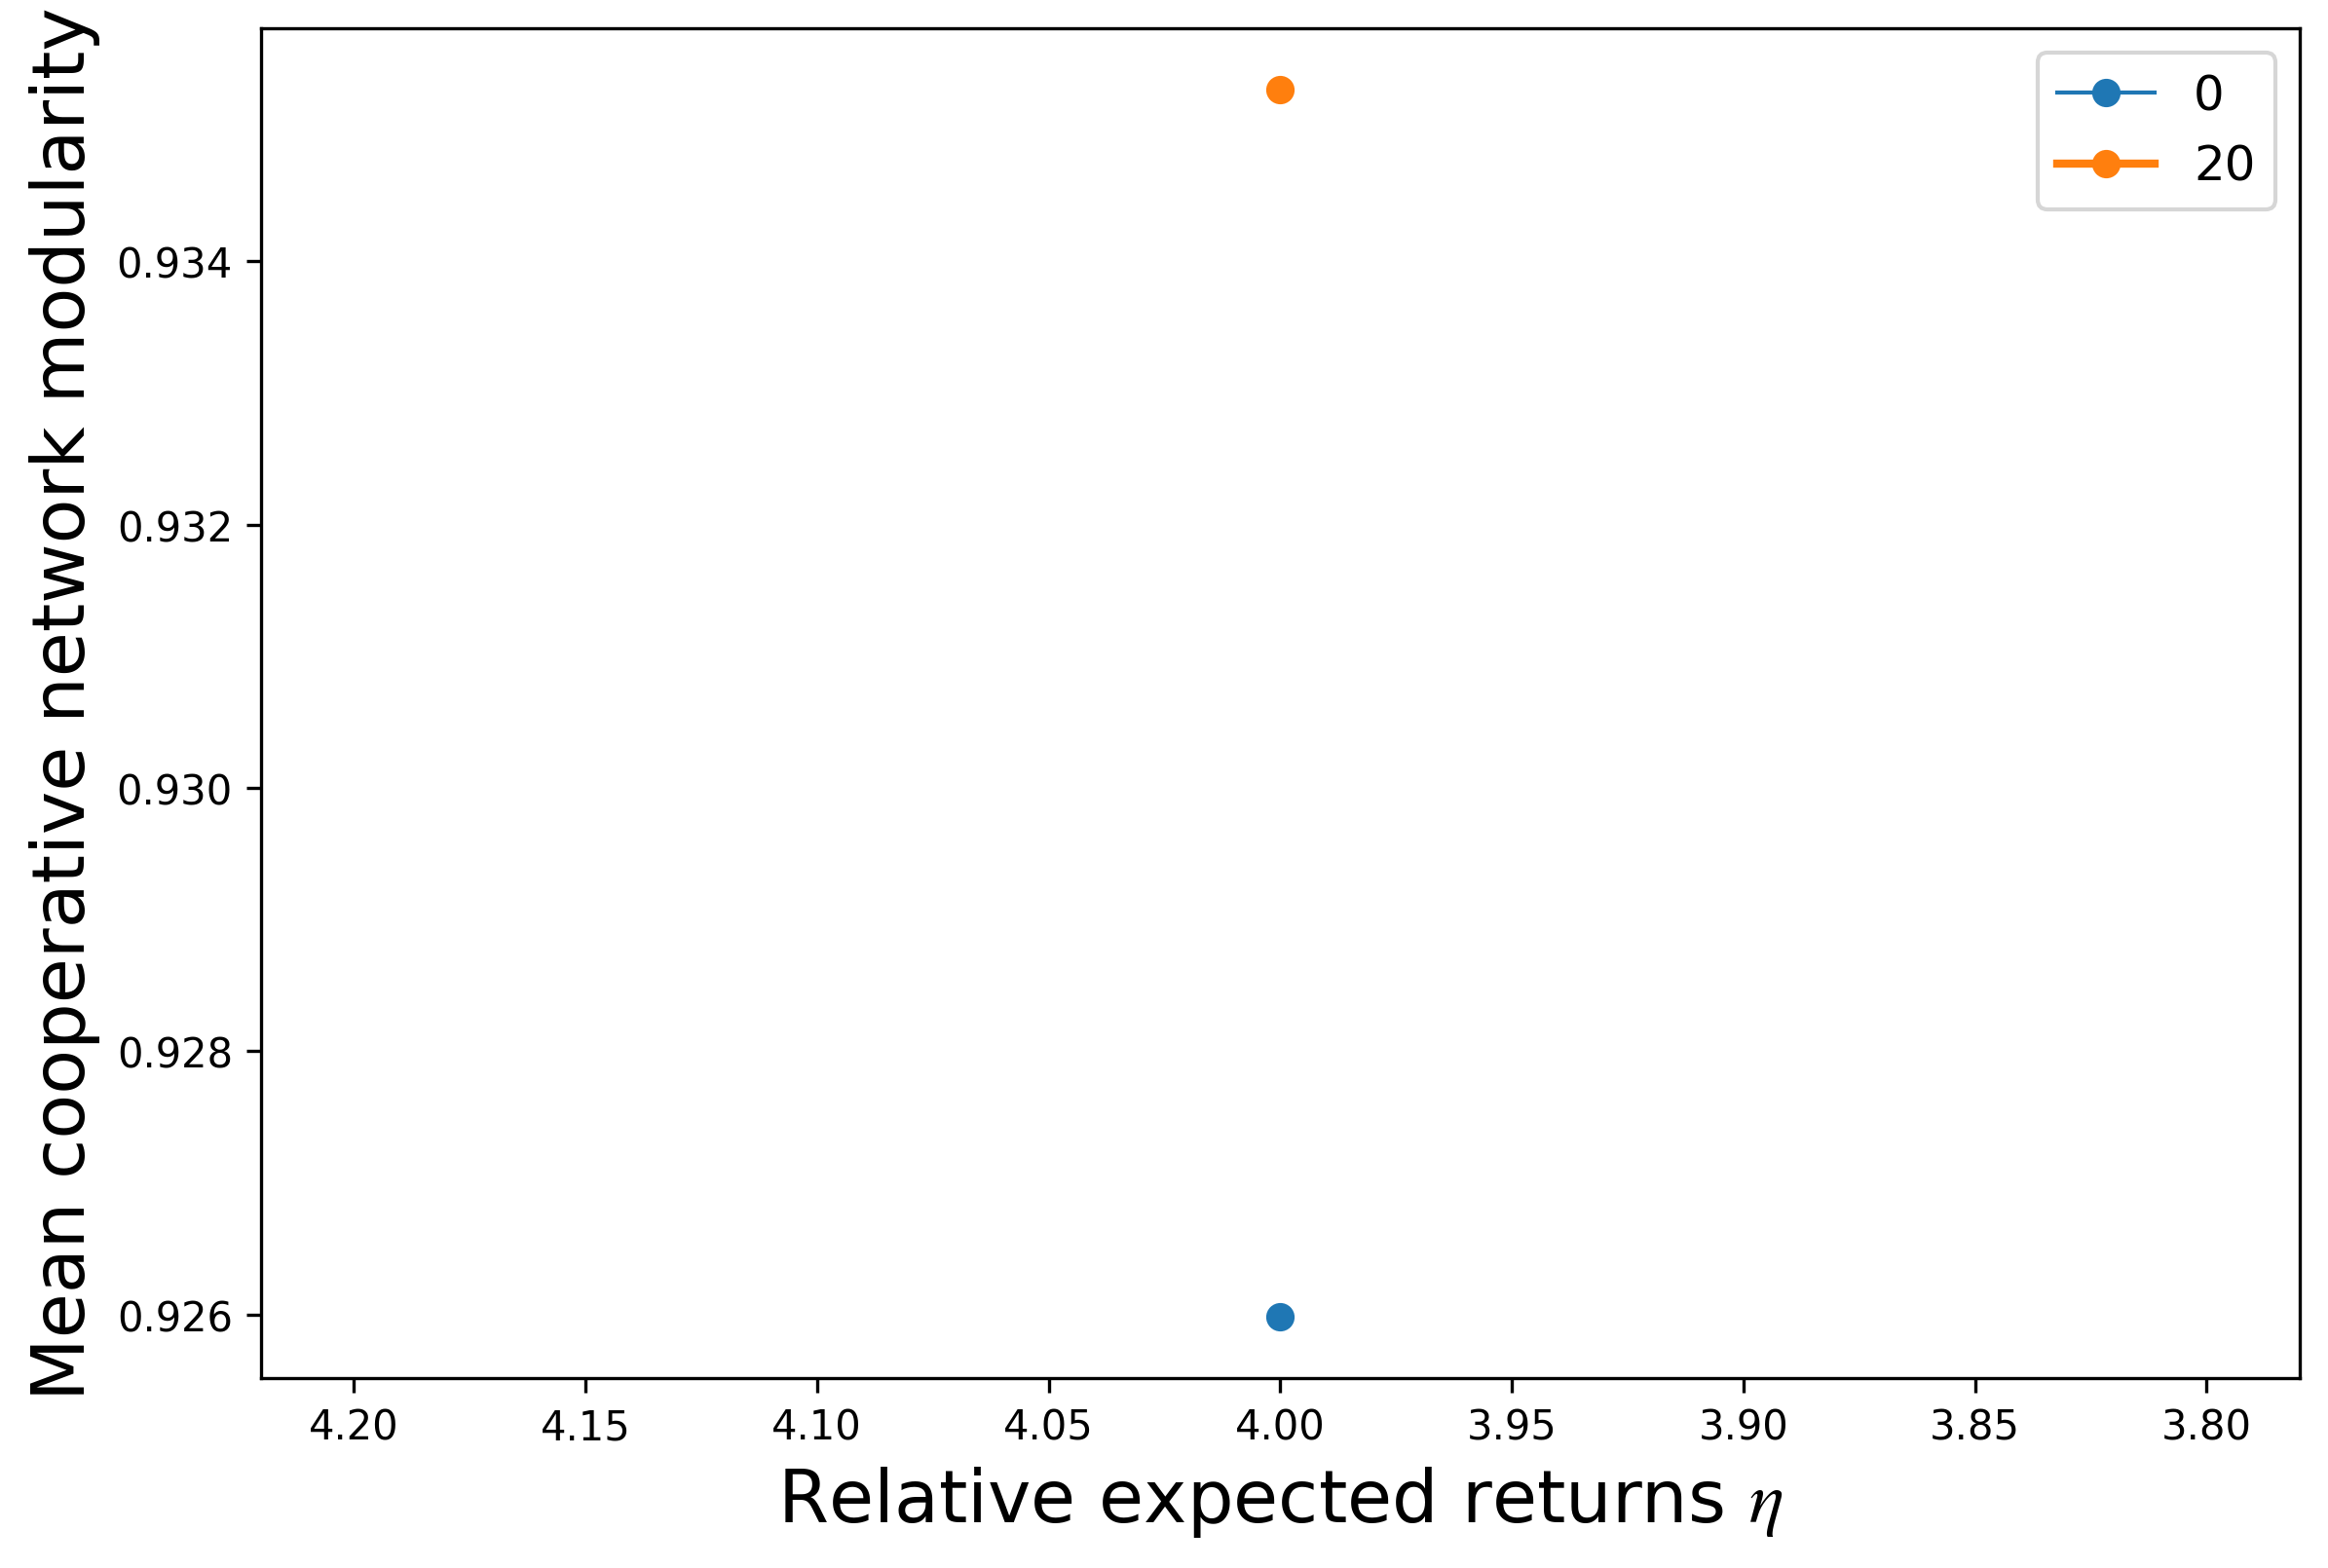 Mean cooperative network modularity
0.934
0.932
0.930
0.928
0.926
0
20
4.20 4.15 4.10 4.05 4.00 3.95 3.90 3.85 3.80
Relative expected returns η